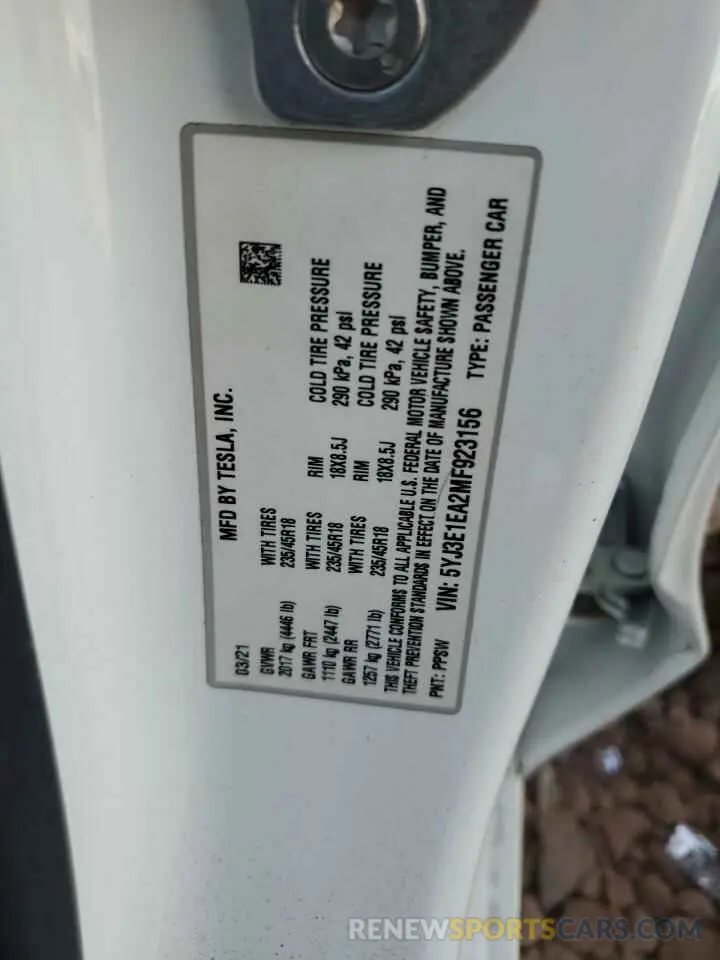 MFD BY TESLA, INC.
03/21
GVWR WITH TIRES
2017 kg (4446 lb) 235/45R18
GAWR FRT WITH TIRES RIM COLD TIRE PRESSURE
1110 kg (2447 lb) 235/45R18 18X8.5J 290 kPa, 42 psi
GAWR RR WITH TIRES RIM COLD TIRE PRESSURE
1257 kg (2771 lb) 235/45R18 18X8.5J 290 kPa, 42 psi
THIS VEHICLE CONFORMS TO ALL APPLICABLE U.S. FEDERAL MOTOR VEHICLE SAFETY, BUMPER, AND
THEFT PREVENTION STANDARDS IN EFFECT ON THE DATE OF MANUFACTURE SHOWN ABOVE.
PNT: PPSW VIN: 5YJ3E1EA2MF923156 TYPE: PASSENGER CAR
RENEWSPORTSCARS.COM